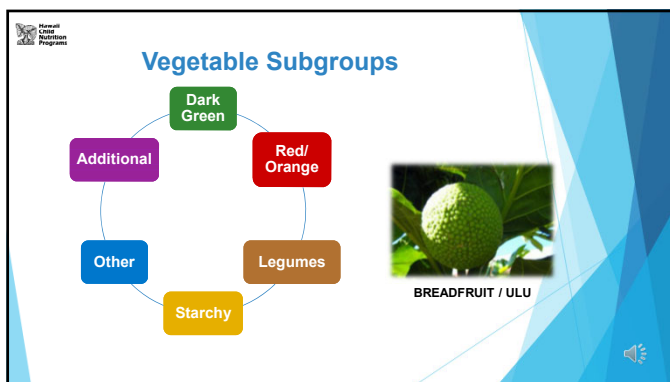 Hawaii
Child
Nutrition
Programs
Vegetable Subgroups
Dark
Green
Additional
Red/
Orange
Other
Legumes
Starchy
BREADFRUIT / ULU